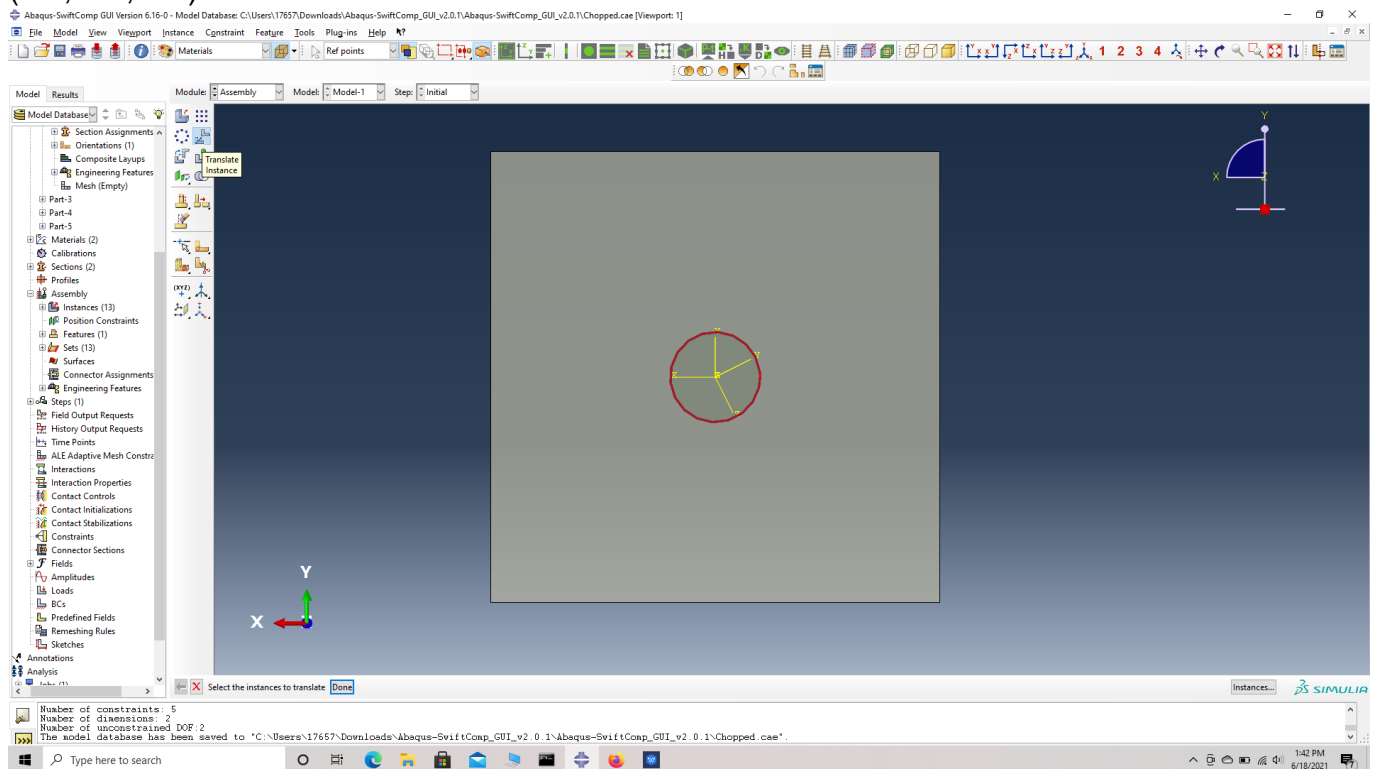 Abaqus-SwiftComp GUI Version 6.16-0 - Model Database: C:\Users\17657\Downloads\Abaqus-SwiftComp_GUI_v2.0.1\Abaqus-SwiftComp_GUI_v2.0.1\Chopped.cae [Viewport: 1]
File Model View Viewport Instance Constraint Feature Tools Plug-ins Help
Materials Ref points 1 2 3 4
Model Results Module: Assembly Model: Model-1 Step: Initial
Model Database
Section Assignments
Orientations (1)
Composite Layups
Engineering Features
Mesh (Empty)
Part-3
Part-4
Part-5
Materials (2)
Calibrations
Sections (2)
Profiles
Assembly
Instances (13)
Position Constraints
Features (1)
Sets (13)
Surfaces
Connector Assignments
Engineering Features
Steps (1)
Field Output Requests
History Output Requests
Time Points
ALE Adaptive Mesh Constra
Interactions
Interaction Properties
Contact Controls
Contact Initializations
Contact Stabilizations
Constraints
Connector Sections
Fields
Amplitudes
Loads
BCs
Predefined Fields
Remeshing Rules
Sketches
Annotations
Analysis
Translate
Instance
Y
X Z
Y
X
Select the instances to translate Done
Instances...
SIMULIA
Number of constraints: 5
Number of dimensions: 2
Number of unconstrained DOF:2
The model database has been saved to "C:\Users\17657\Downloads\Abaqus-SwiftComp_GUI_v2.0.1\Abaqus-SwiftComp_GUI_v2.0.1\Chopped.cae".
Type here to search
1:42 PM
6/18/2021